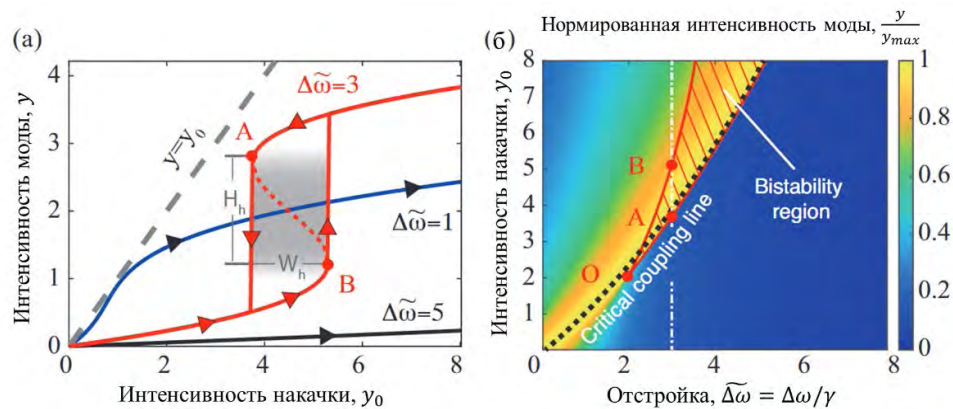 (а)
Интенсивность моды, y
4
3
2
1
0
y=y₀
Δω̃=3
A
H_h
W_h
B
Δω̃=1
Δω̃=5
0 2 4 6 8
Интенсивность накачки, y₀
(б)
Нормированная интенсивность моды, y/y_max
Интенсивность накачки, y₀
8
7
6
5
4
3
2
1
B
A
O
Critical coupling line
Bistability
region
0 2 4 6 8
Отстройка, Δω̃ = Δω/γ
1
0.8
0.6
0.4
0.2
0